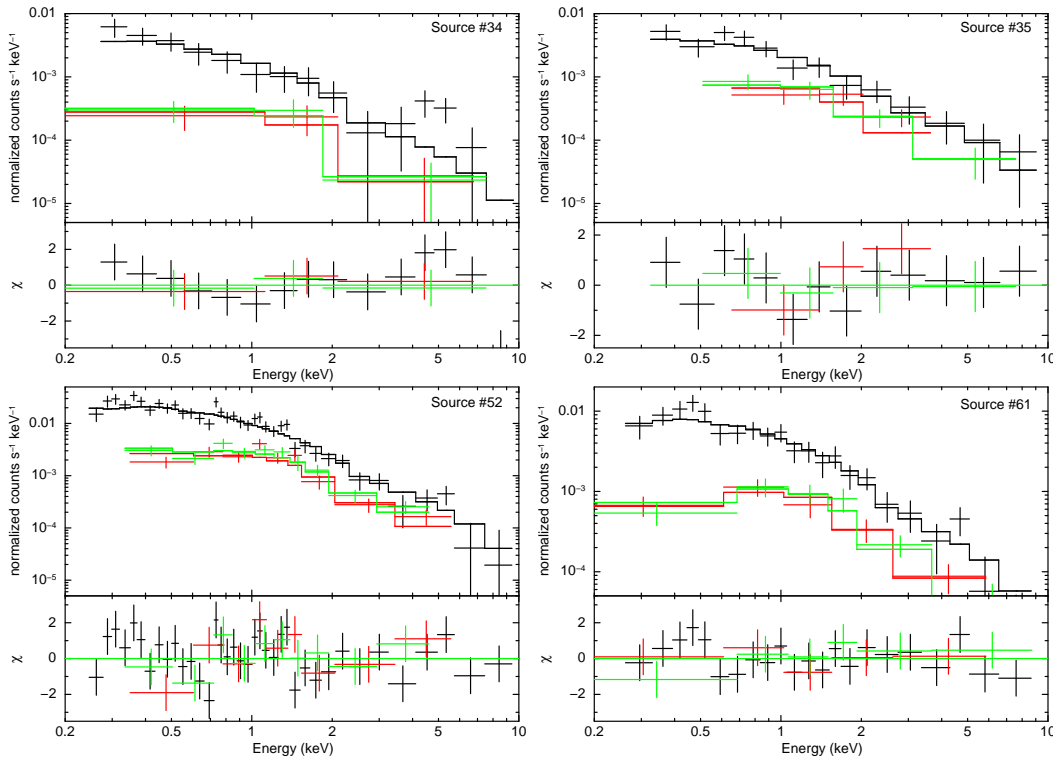 0.01
10⁻³
10⁻⁴
10⁻⁵
normalized counts s⁻¹ keV⁻¹
Source #34
2
0
−2
χ
0.2 0.5 1 2 5 10
Energy (keV)
0.01
10⁻³
10⁻⁴
10⁻⁵
normalized counts s⁻¹ keV⁻¹
Source #35
2
0
−2
χ
0.2 0.5 1 2 5 10
Energy (keV)
0.01
10⁻³
10⁻⁴
10⁻⁵
normalized counts s⁻¹ keV⁻¹
Source #52
2
0
−2
χ
0.2 0.5 1 2 5 10
Energy (keV)
0.01
10⁻³
10⁻⁴
normalized counts s⁻¹ keV⁻¹
Source #61
2
0
−2
χ
0.2 0.5 1 2 5 10
Energy (keV)